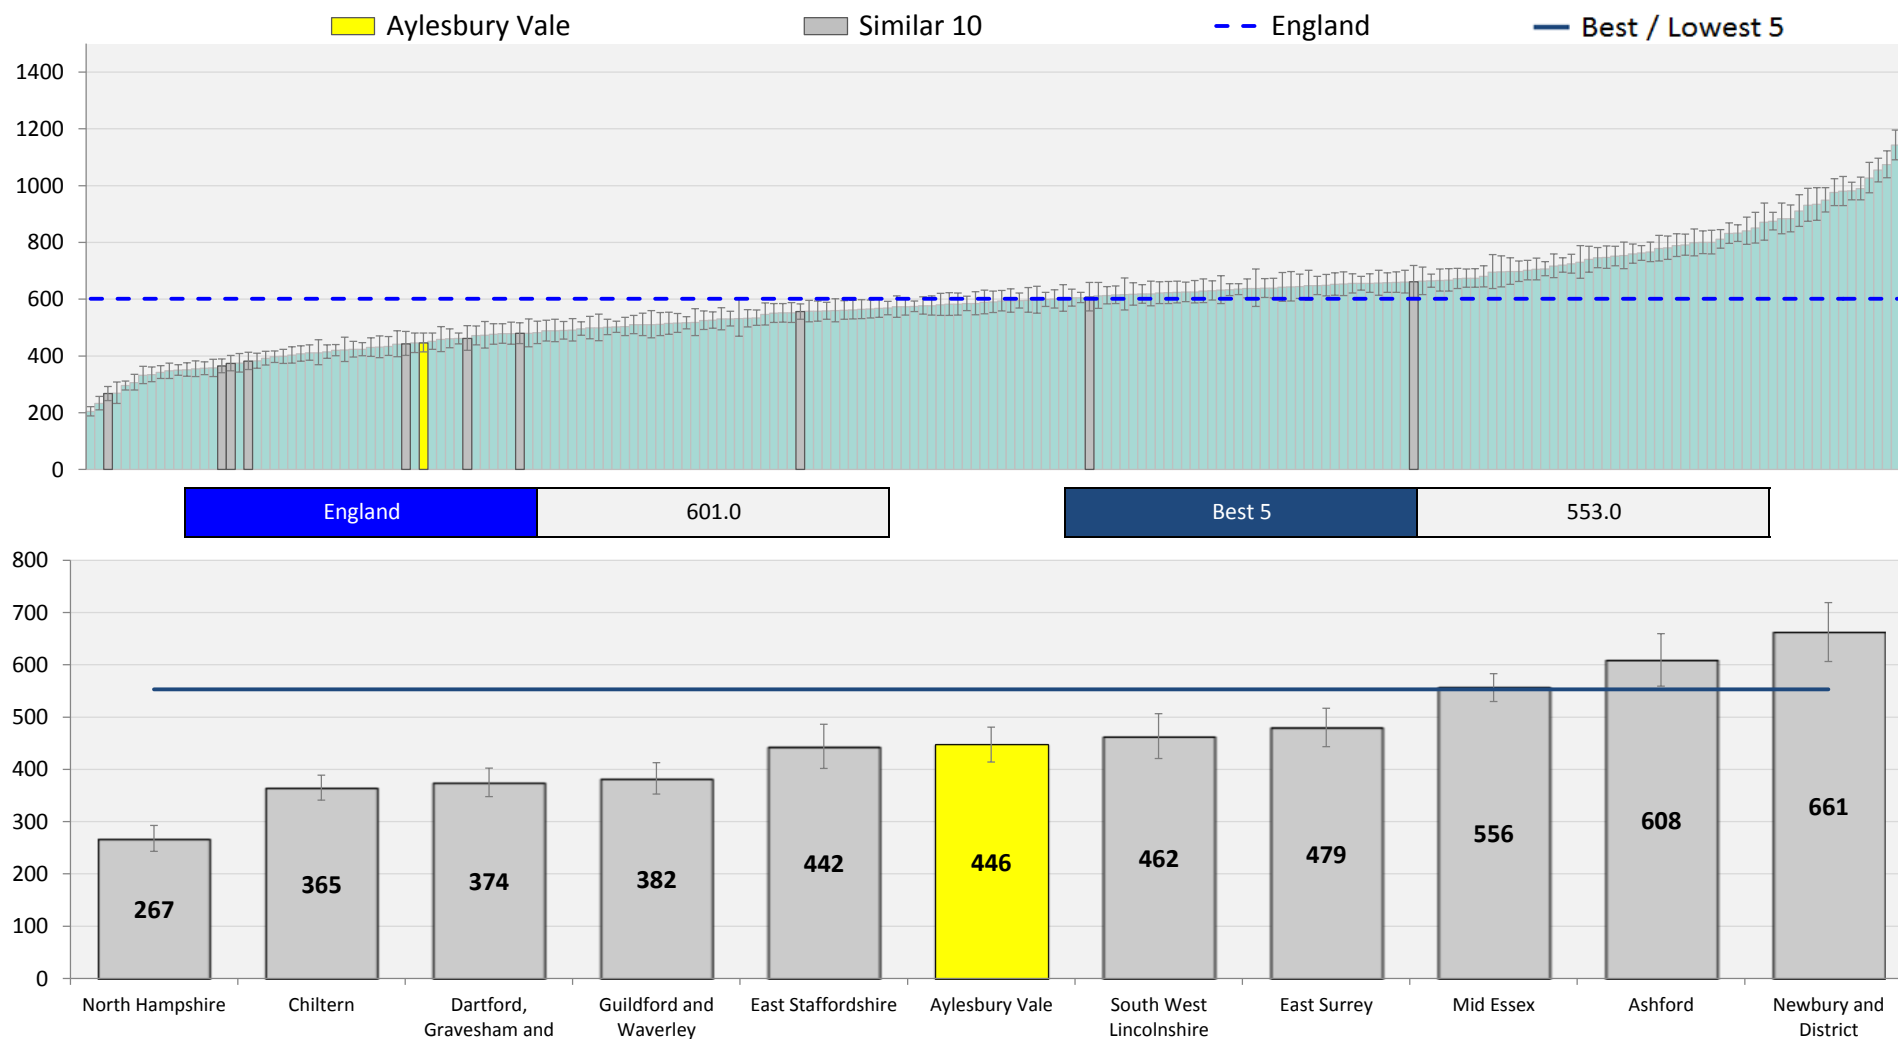 Aylesbury Vale
Similar 10
England
Best / Lowest 5
1400
1200
1000
800
600
400
200
0
England
601.0
Best 5
553.0
800
700
600
500
400
300
200
100
0
267
365
374
382
442
446
462
479
556
608
661
North Hampshire
Chiltern
Dartford,
Gravesham and
Guildford and
Waverley
East Staffordshire
Aylesbury Vale
South West
Lincolnshire
East Surrey
Mid Essex
Ashford
Newbury and
District